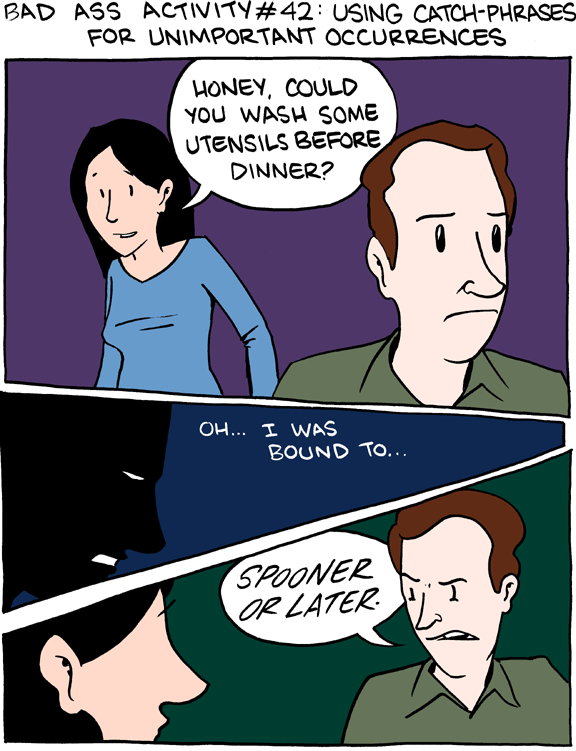 BAD ASS ACTIVITY #42: USING CATCH-PHRASES
FOR UNIMPORTANT OCCURRENCES
HONEY, COULD
YOU WASH SOME
UTENSILS BEFORE
DINNER?
OH... I WAS
BOUND TO...
SPOONER
OR LATER.